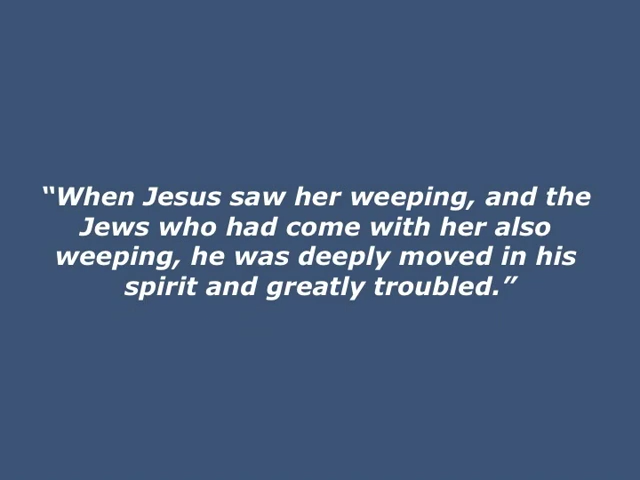 “When Jesus saw her weeping, and the
Jews who had come with her also
weeping, he was deeply moved in his
spirit and greatly troubled.”